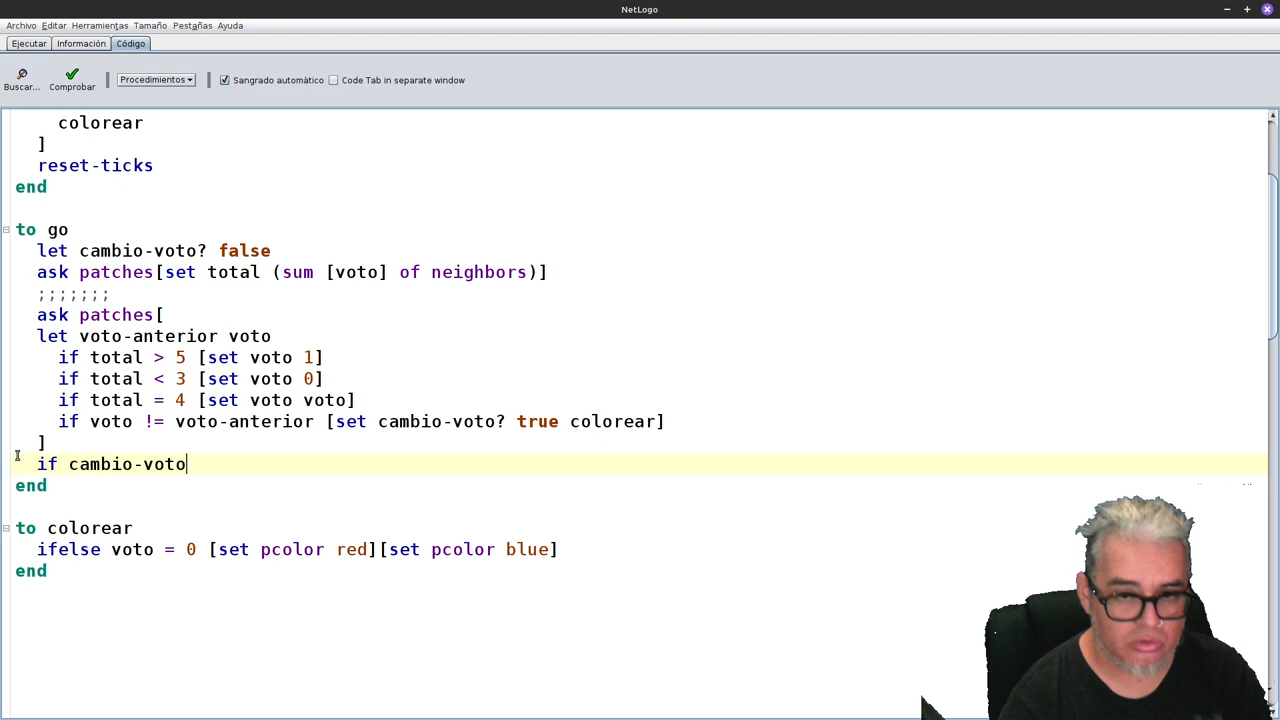 NetLogo
Archivo Editar Herramientas Tamaño Pestañas Ayuda
Ejecutar Información Código
Buscar... Comprobar Procedimientos Sangrado automático Code Tab in separate window
colorear
]
reset-ticks
end
to go
let cambio-voto? false
ask patches[set total (sum [voto] of neighbors)]
;;;;;;;
ask patches[
let voto-anterior voto
if total > 5 [set voto 1]
if total < 3 [set voto 0]
if total = 4 [set voto voto]
if voto != voto-anterior [set cambio-voto? true colorear]
]
if cambio-voto
end
to colorear
ifelse voto = 0 [set pcolor red][set pcolor blue]
end